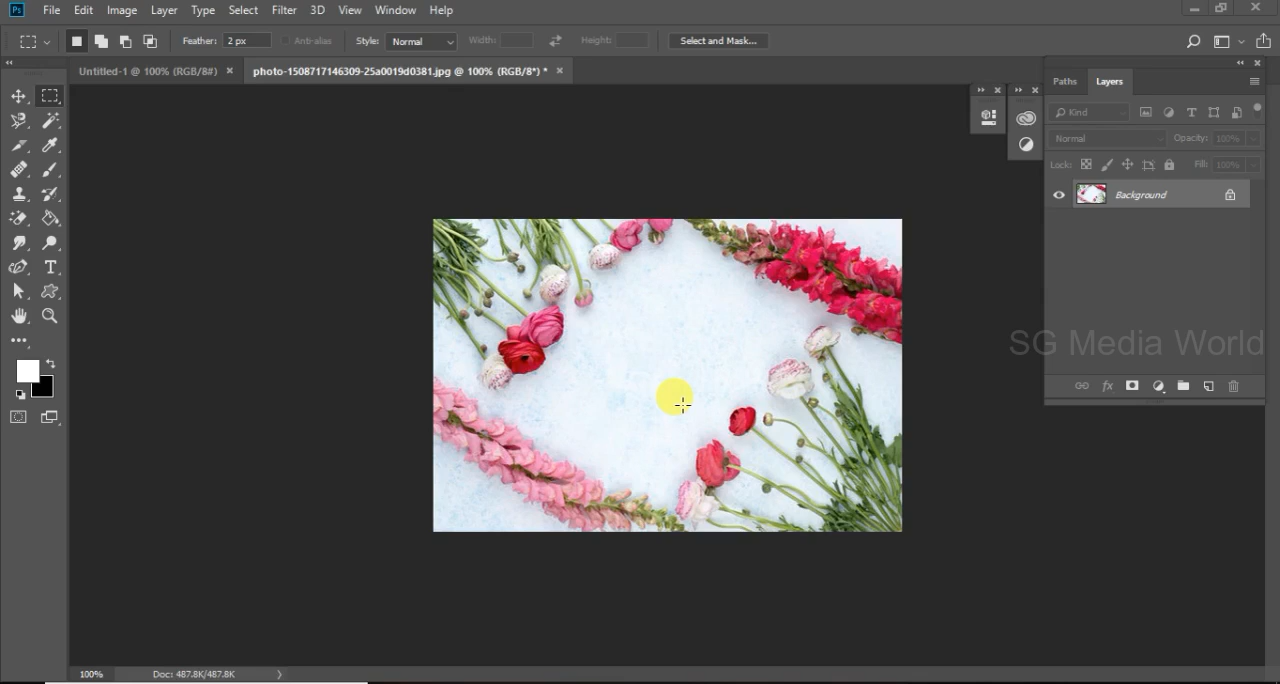 Ps File Edit Image Layer Type Select Filter 3D View Window Help
Feather: 2 px Anti-alias Style: Normal Width: Height: Select and Mask...
Untitled-1 @ 100% (RGB/8#) × photo-1508717146309-25a0019d0381.jpg @ 100% (RGB/8*) * ×
Paths Layers
Kind
Normal Opacity: 100%
Lock: Fill: 100%
Background
SG Media World
fx
100% Doc: 487.8K/487.8K